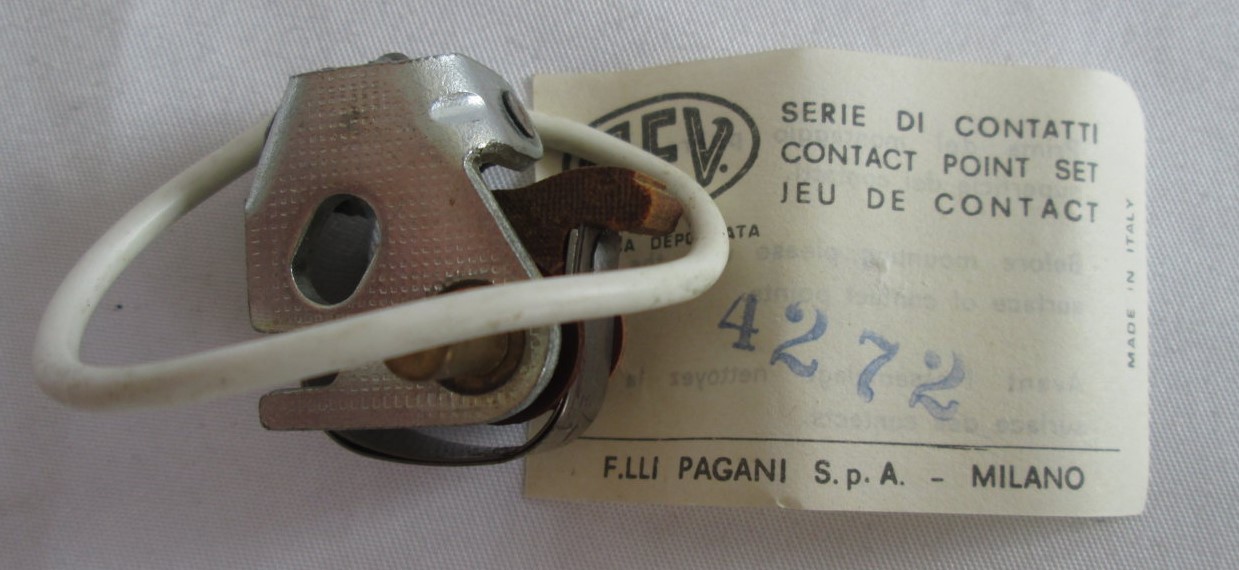 SERIE DI CONTATTI
CONTACT POINT SET
JEU DE CONTACT
MADE IN ITALY
4272
F.LLI PAGANI S.p.A. - MILANO